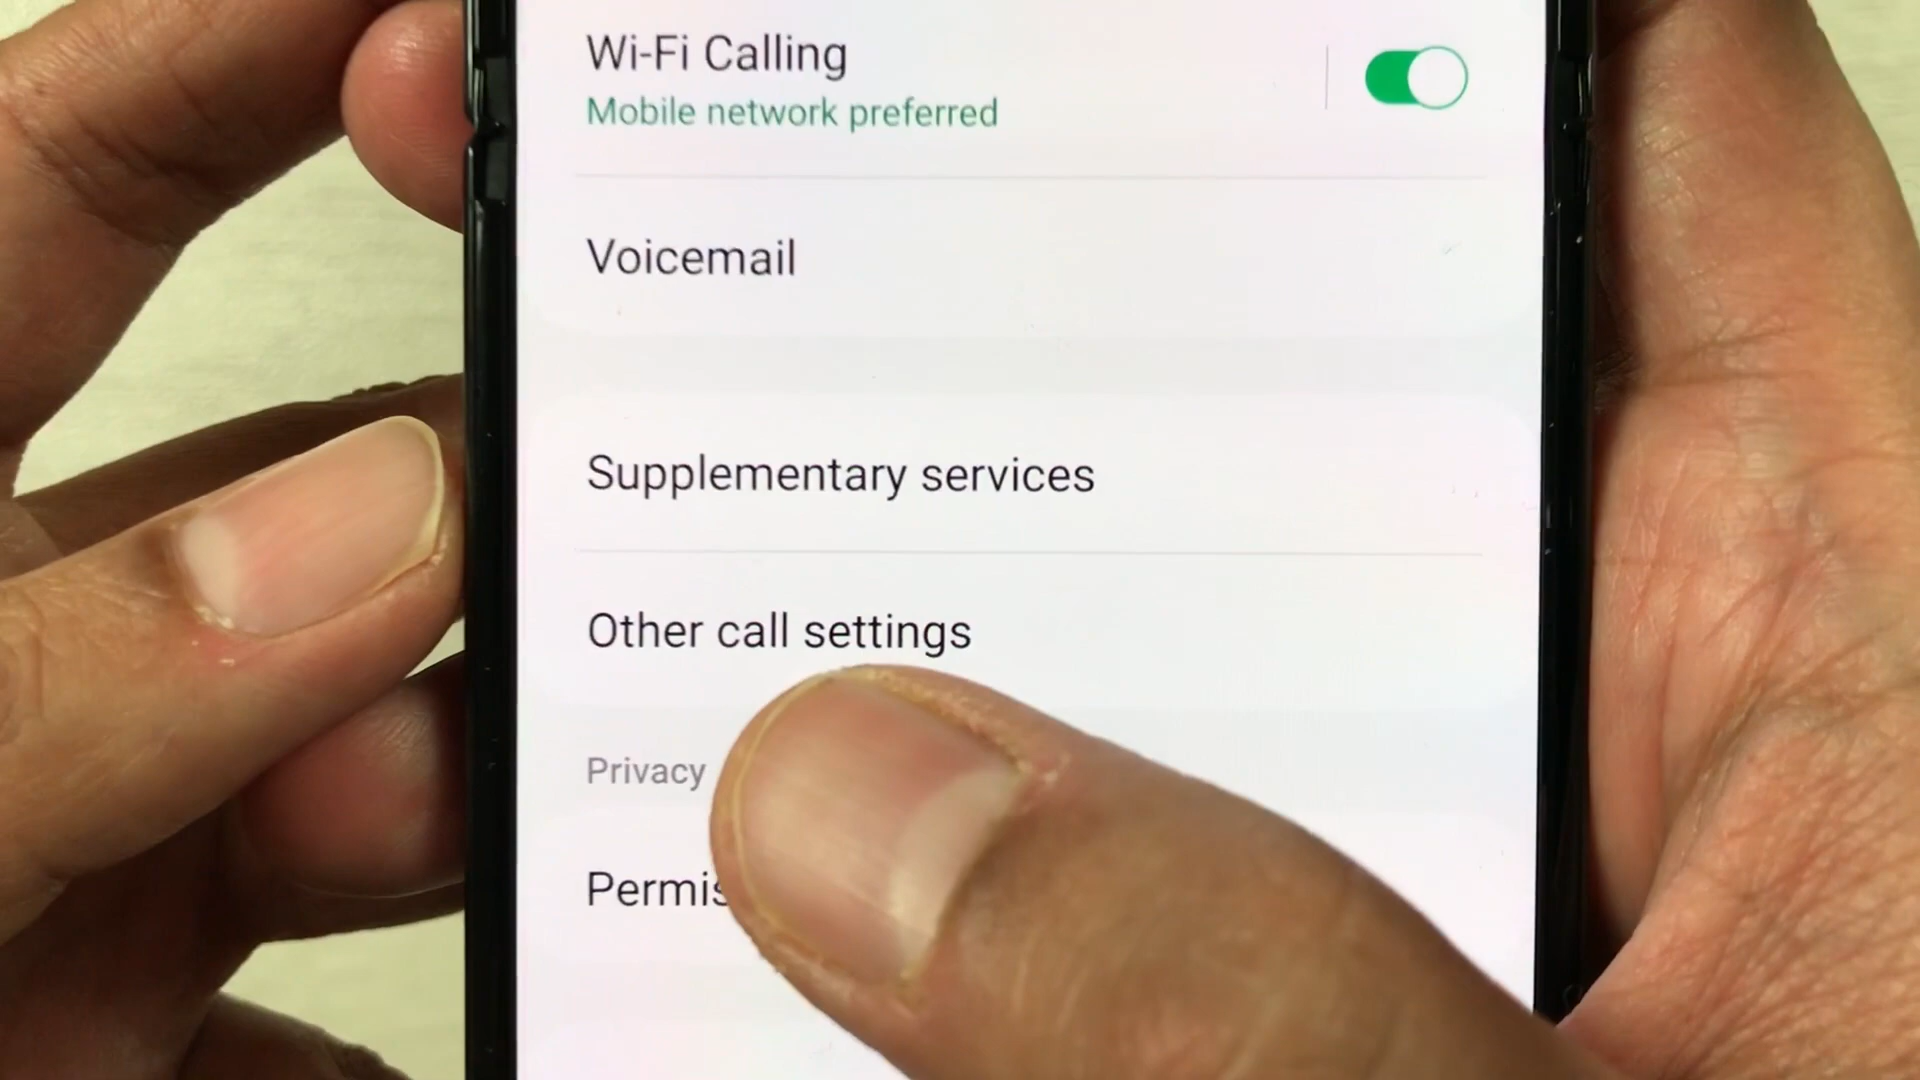 Wi-Fi Calling
Mobile network preferred
Voicemail
Supplementary services
Other call settings
Privacy
Permis